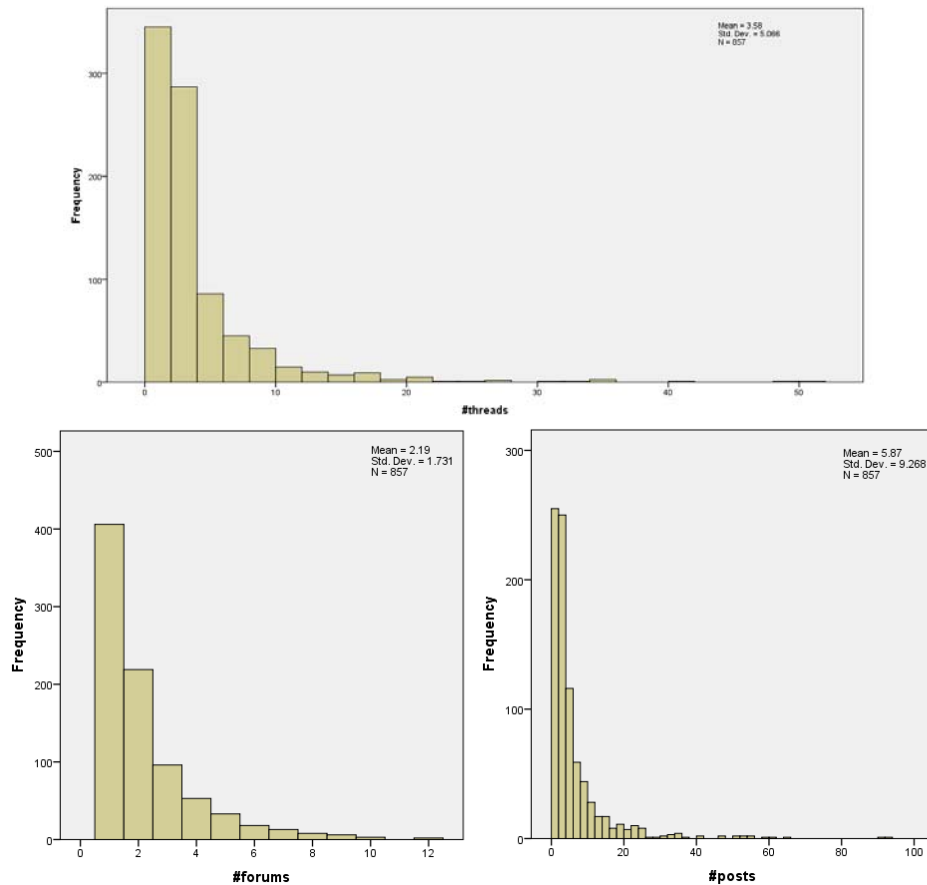 Mean = 3.58
Std. Dev. = 5.066
N = 857
300
200
100
0
Frequency
0 10 20 30 40 50
#threads
Mean = 2.19
Std. Dev. = 1.731
N = 857
500
400
300
200
100
0
Frequency
0 2 4 6 8 10 12
#forums
Mean = 5.87
Std. Dev. = 9.268
N = 857
300
200
100
0
Frequency
0 20 40 60 80 100
#posts